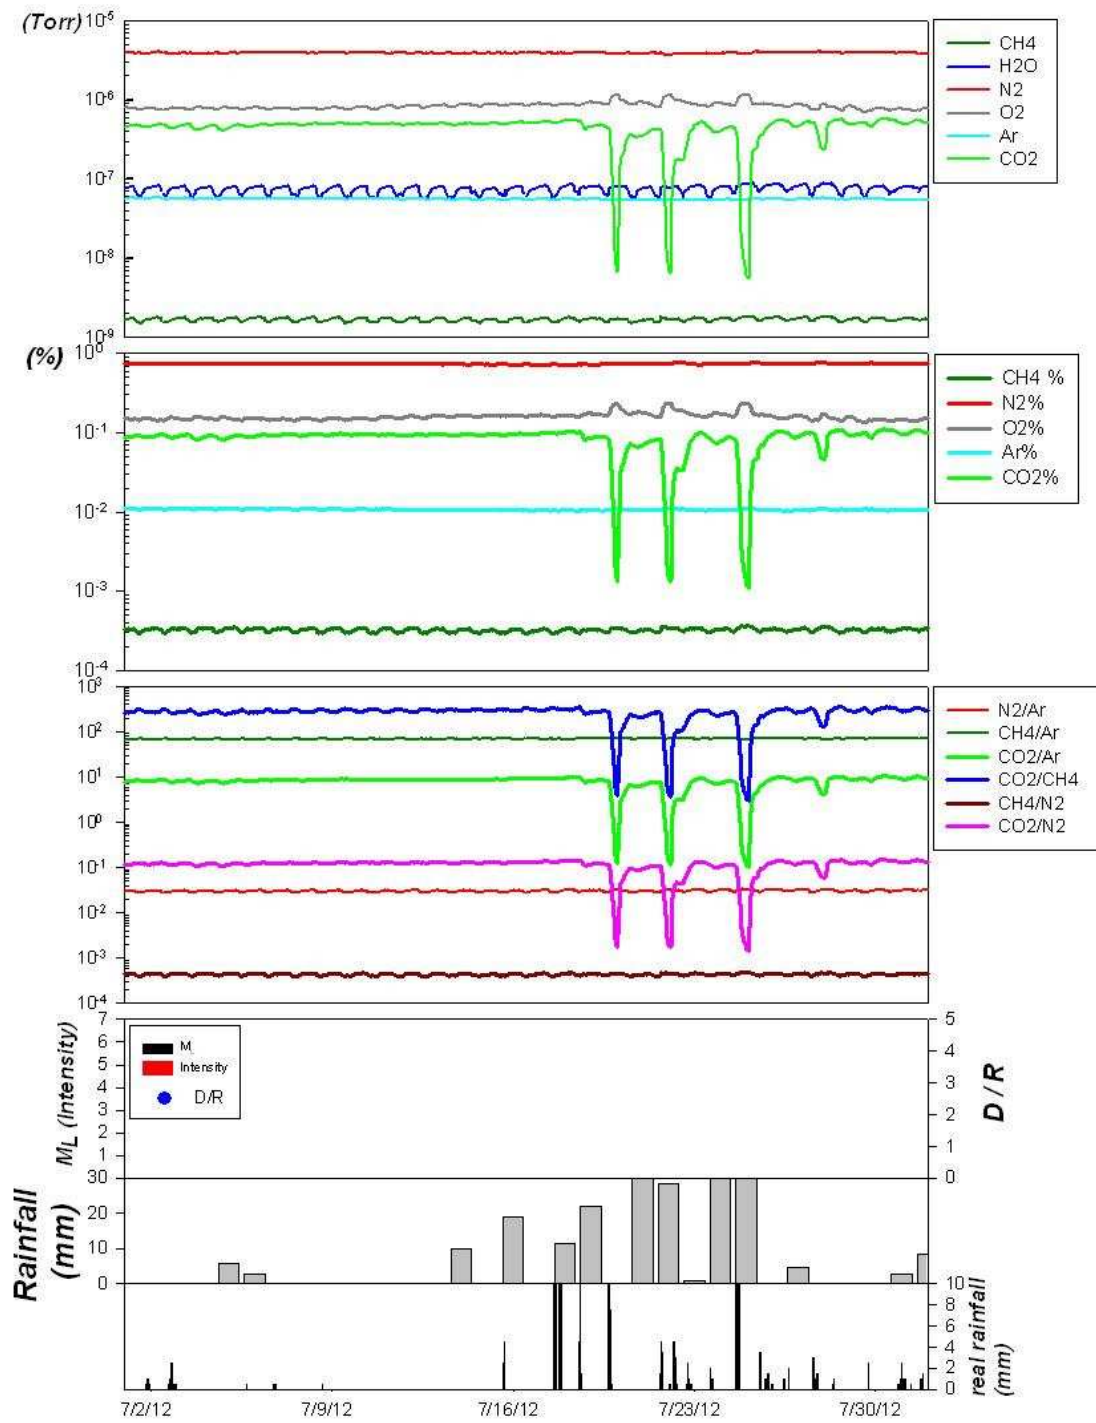 (Torr)
10-5
10-6
10-7
10-8
10-9
CH4
H2O
N2
O2
Ar
CO2
(%)
100
10-1
10-2
10-3
10-4
CH4 %
N2%
O2%
Ar%
CO2%
103
102
101
100
10-1
10-2
10-3
10-4
N2/Ar
CH4/Ar
CO2/Ar
CO2/CH4
CH4/N2
CO2/N2
ML (Intensity)
7
6
5
4
3
2
1
ML
Intensity
D/R
5
4
3
2
1
0
D / R
Rainfall
(mm)
30
20
10
0
10
8
6
4
2
0
real rainfall
(mm)
7/2/12 7/9/12 7/16/12 7/23/12 7/30/12